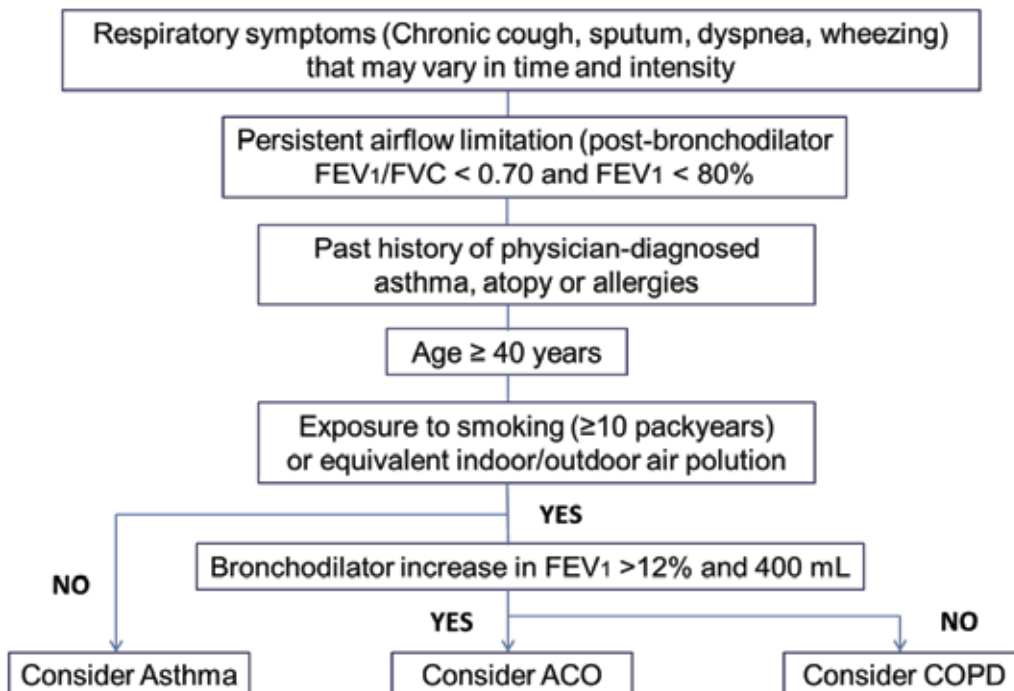 Respiratory symptoms (Chronic cough, sputum, dyspnea, wheezing)
that may vary in time and intensity
Persistent airflow limitation (post-bronchodilator
FEV₁/FVC < 0.70 and FEV₁ < 80%
Past history of physician-diagnosed
asthma, atopy or allergies
Age ≥ 40 years
Exposure to smoking (≥10 packyears)
or equivalent indoor/outdoor air polution
YES
NO
Bronchodilator increase in FEV₁ >12% and 400 mL
YES
NO
Consider Asthma
Consider ACO
Consider COPD